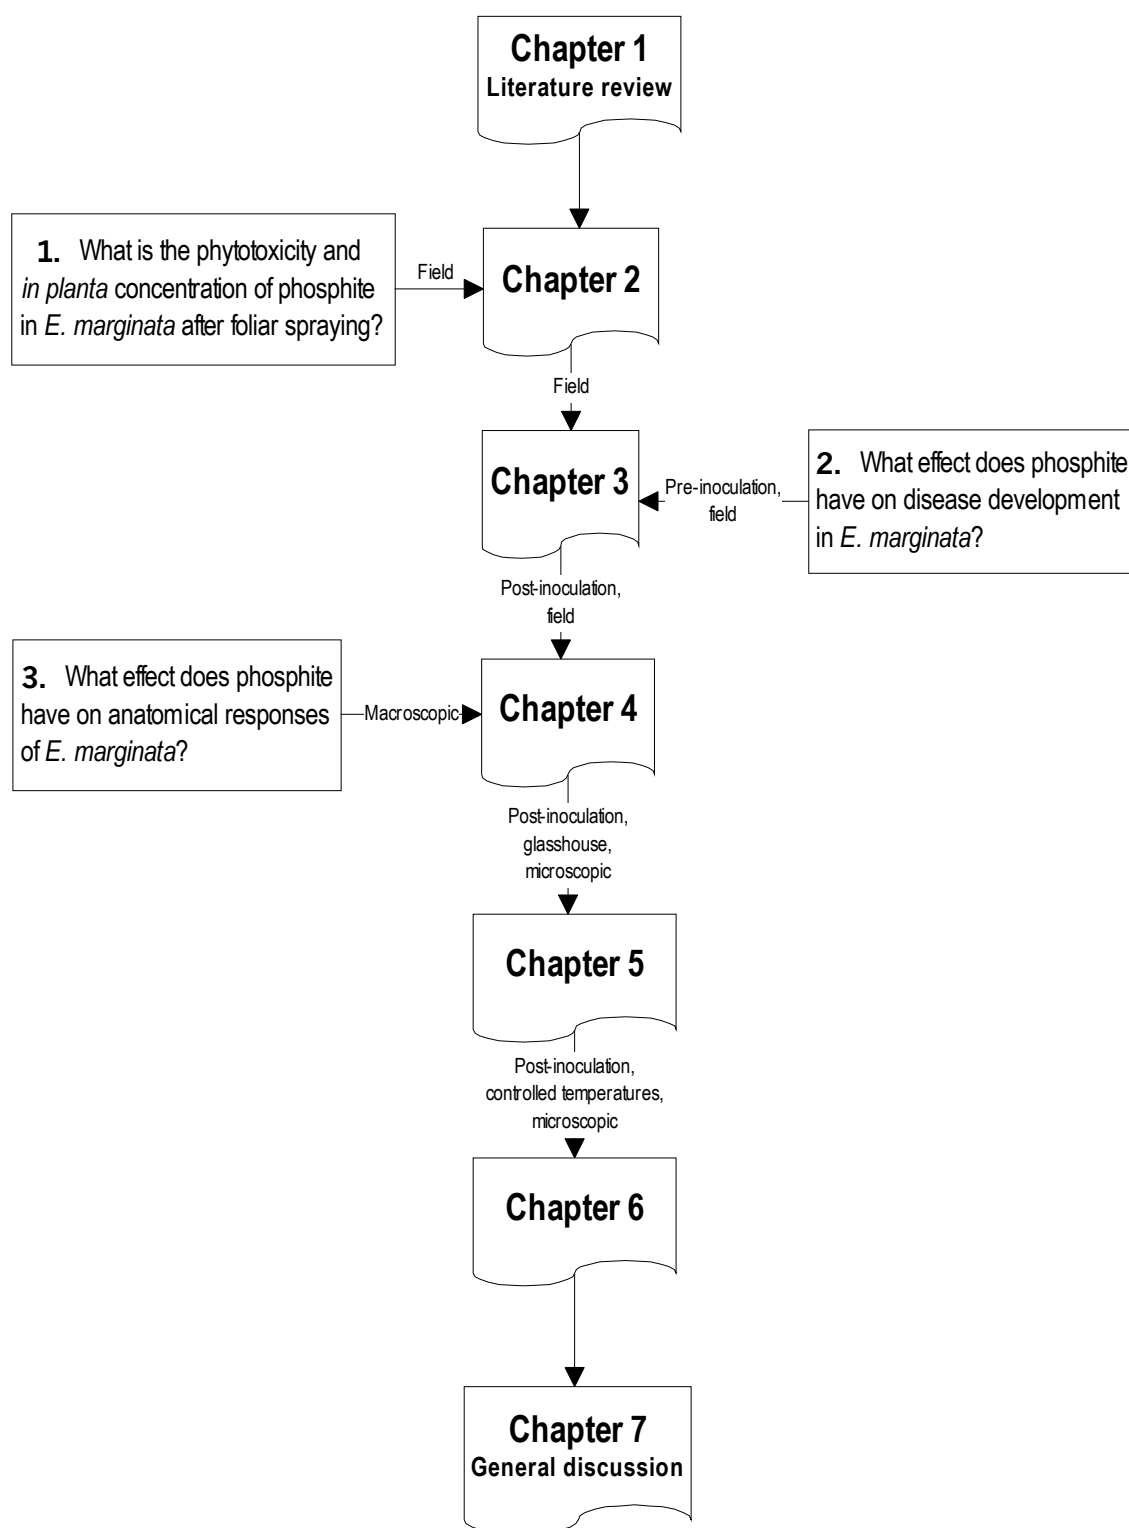 Chapter 1
Literature review
1. What is the phytotoxicity and
in planta concentration of phosphite
in E. marginata after foliar spraying?
Field
Chapter 2
Field
Chapter 3
Pre-inoculation,
field
2. What effect does phosphite
have on disease development
in E. marginata?
Post-inoculation,
field
3. What effect does phosphite
have on anatomical responses
of E. marginata?
Macroscopic
Chapter 4
Post-inoculation,
glasshouse,
microscopic
Chapter 5
Post-inoculation,
controlled temperatures,
microscopic
Chapter 6
Chapter 7
General discussion